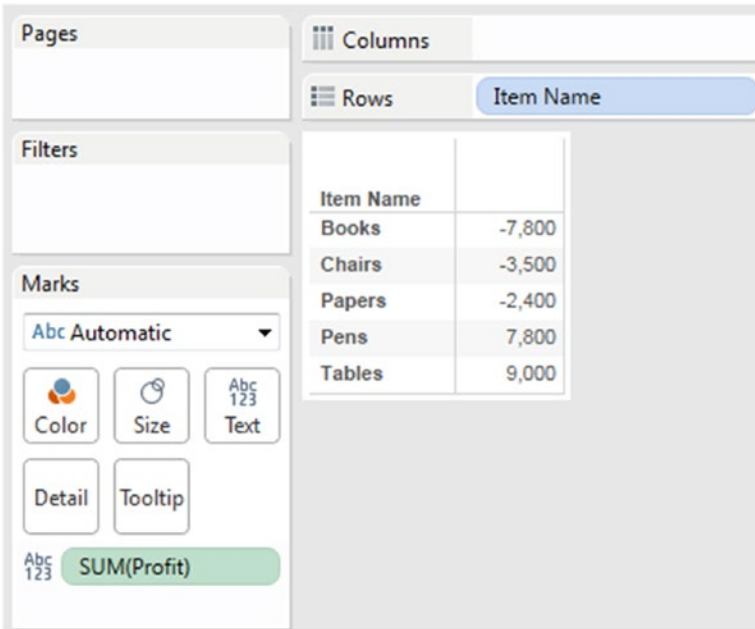 Pages
Columns
Rows
Item Name
Filters
Item Name
Books -7,800
Chairs -3,500
Papers -2,400
Pens 7,800
Tables 9,000
Marks
Abc Automatic
Color
Size
Abc
123
Text
Detail
Tooltip
Abc
123
SUM(Profit)